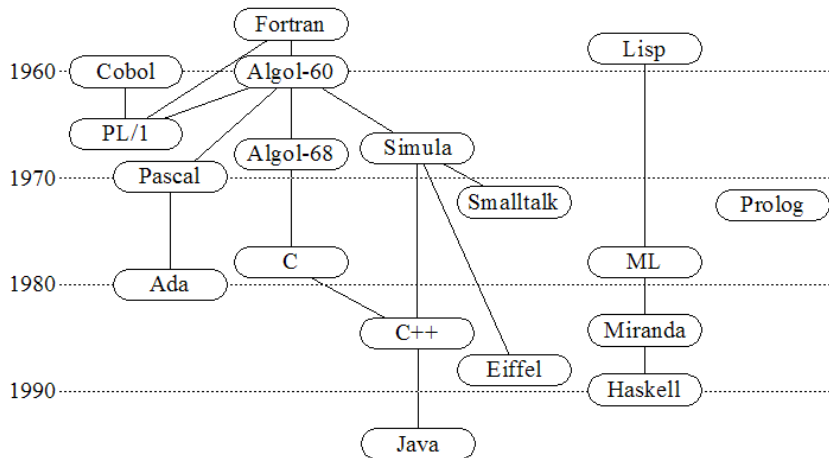 Fortran
Lisp
1960 Cobol Algol-60
PL/1
Algol-68 Simula
1970 Pascal
Smalltalk Prolog
C ML
1980 Ada
C++ Miranda
Eiffel
1990 Haskell
Java